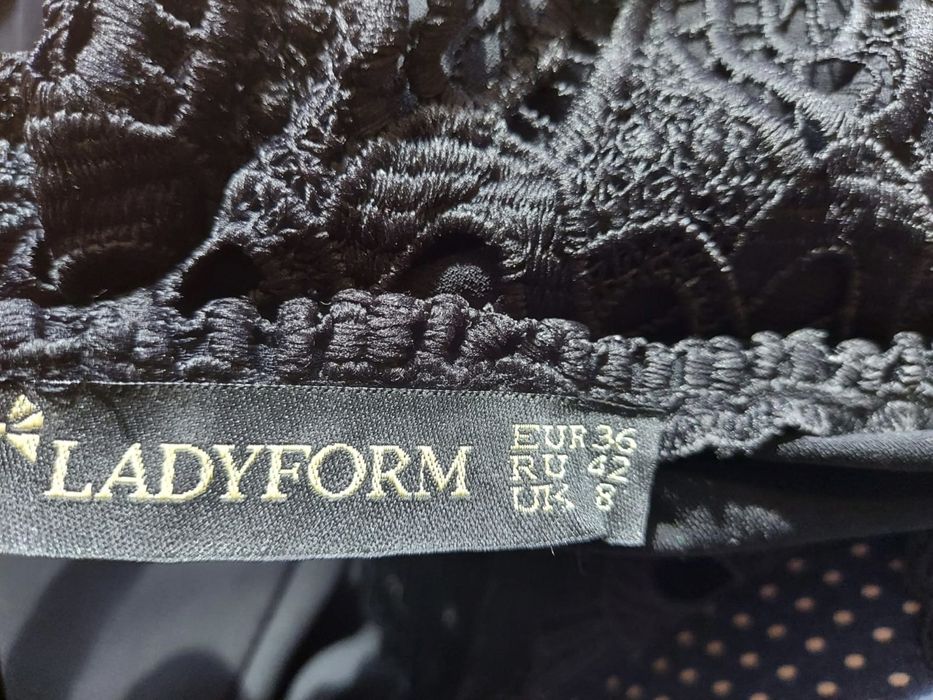 LADYFORM
EUR 36
RU 42
UK 8